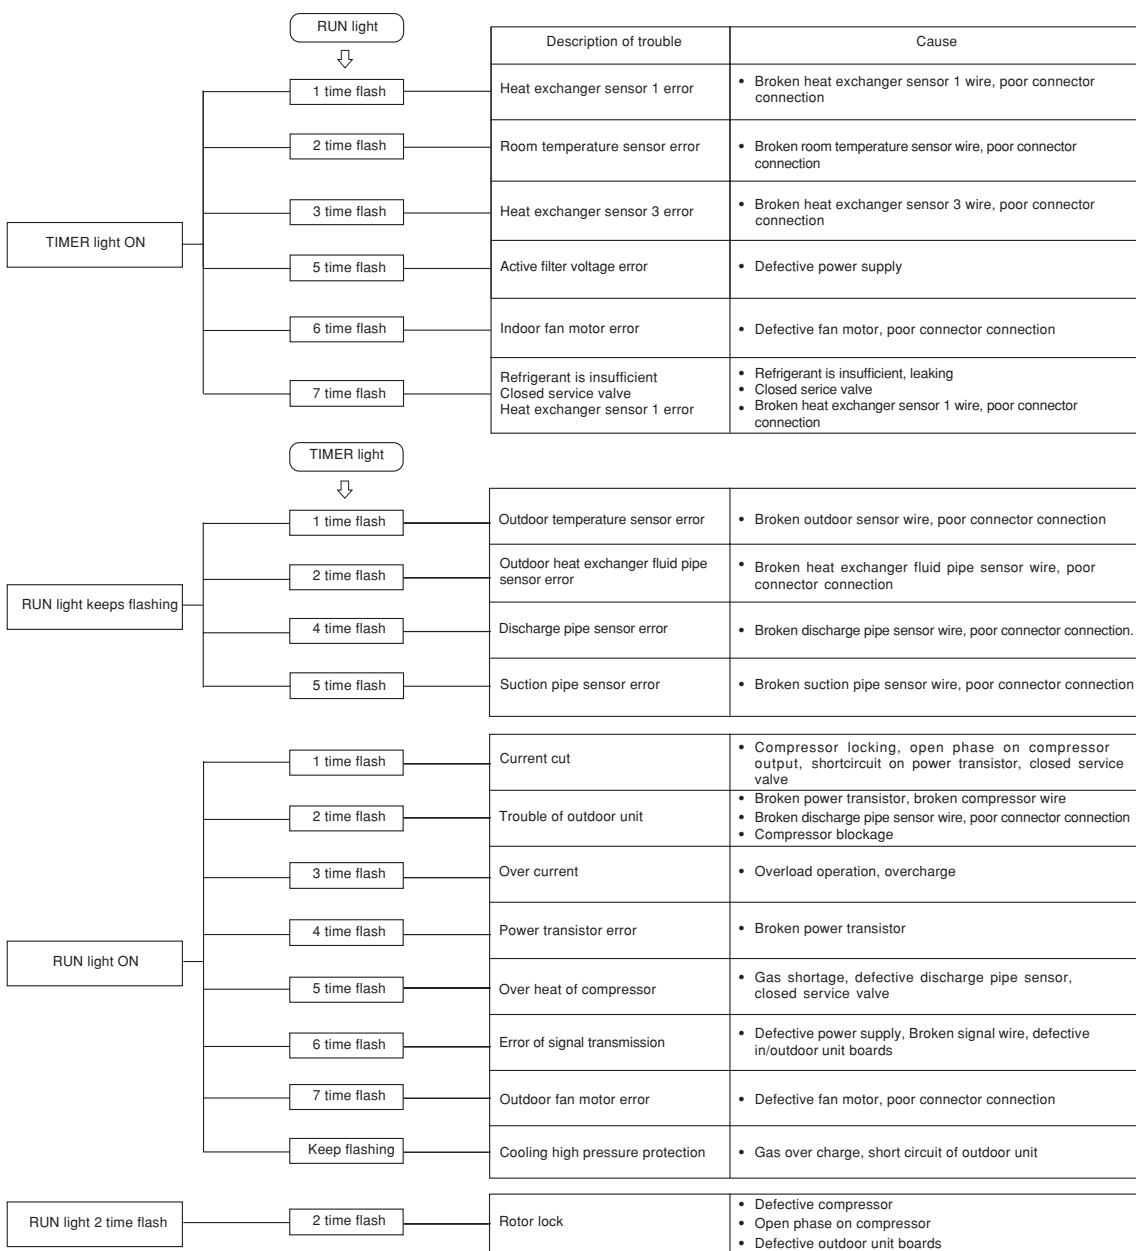 RUN light
Description of trouble
Cause
TIMER light ON
1 time flash
Heat exchanger sensor 1 error
• Broken heat exchanger sensor 1 wire, poor connector
connection
2 time flash
Room temperature sensor error
• Broken room temperature sensor wire, poor connector
connection
3 time flash
Heat exchanger sensor 3 error
• Broken heat exchanger sensor 3 wire, poor connector
connection
5 time flash
Active filter voltage error
• Defective power supply
6 time flash
Indoor fan motor error
• Defective fan motor, poor connector connection
7 time flash
Refrigerant is insufficient
Closed service valve
Heat exchanger sensor 1 error
• Refrigerant is insufficient, leaking
• Closed serice valve
• Broken heat exchanger sensor 1 wire, poor connector
connection
TIMER light
RUN light keeps flashing
1 time flash
Outdoor temperature sensor error
• Broken outdoor sensor wire, poor connector connection
2 time flash
Outdoor heat exchanger fluid pipe
sensor error
• Broken heat exchanger fluid pipe sensor wire, poor
connector connection
4 time flash
Discharge pipe sensor error
• Broken discharge pipe sensor wire, poor connector connection.
5 time flash
Suction pipe sensor error
• Broken suction pipe sensor wire, poor connector connection
RUN light ON
1 time flash
Current cut
• Compressor locking, open phase on compressor
output, shortcircuit on power transistor, closed service
valve
2 time flash
Trouble of outdoor unit
• Broken power transistor, broken compressor wire
• Broken discharge pipe sensor wire, poor connector connection
• Compressor blockage
3 time flash
Over current
• Overload operation, overcharge
4 time flash
Power transistor error
• Broken power transistor
5 time flash
Over heat of compressor
• Gas shortage, defective discharge pipe sensor,
closed service valve
6 time flash
Error of signal transmission
• Defective power supply, Broken signal wire, defective
in/outdoor unit boards
7 time flash
Outdoor fan motor error
• Defective fan motor, poor connector connection
Keep flashing
Cooling high pressure protection
• Gas over charge, short circuit of outdoor unit
RUN light 2 time flash
2 time flash
Rotor lock
• Defective compressor
• Open phase on compressor
• Defective outdoor unit boards